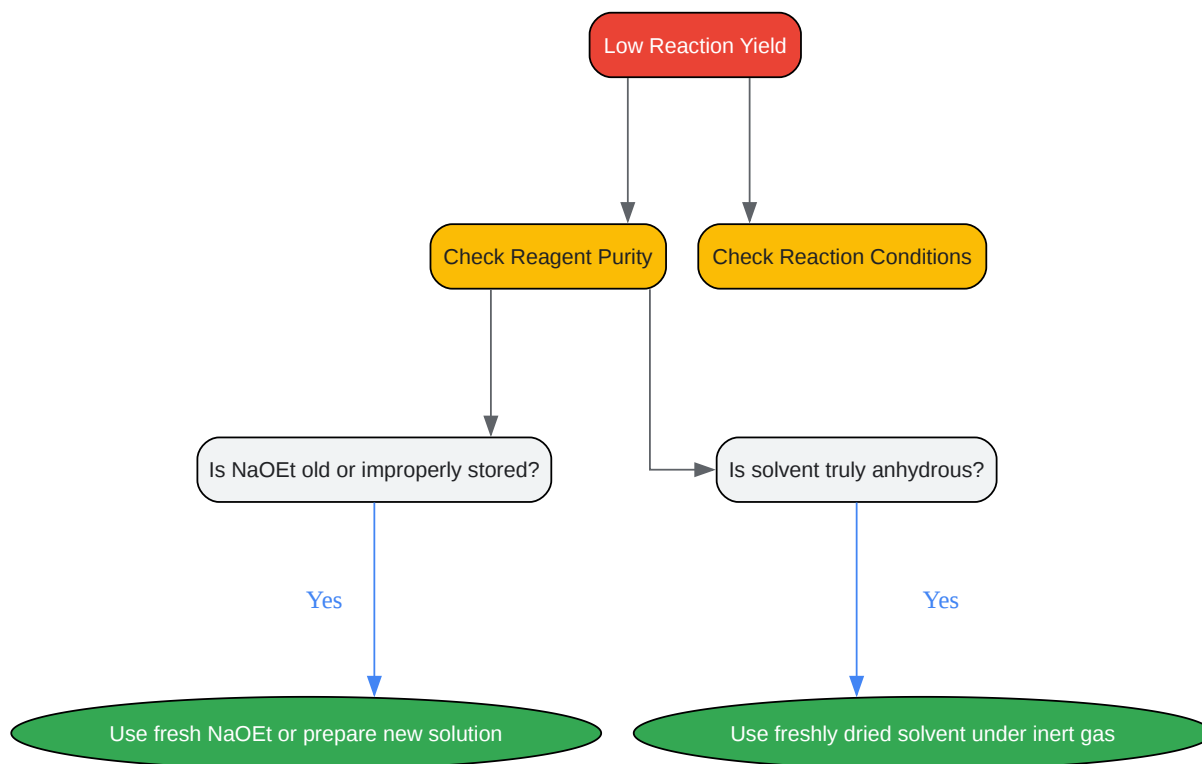 Low Reaction Yield
Check Reagent Purity
Check Reaction Conditions
Is NaOEt old or improperly stored?
Is solvent truly anhydrous?
Yes
Yes
Use fresh NaOEt or prepare new solution
Use freshly dried solvent under inert gas